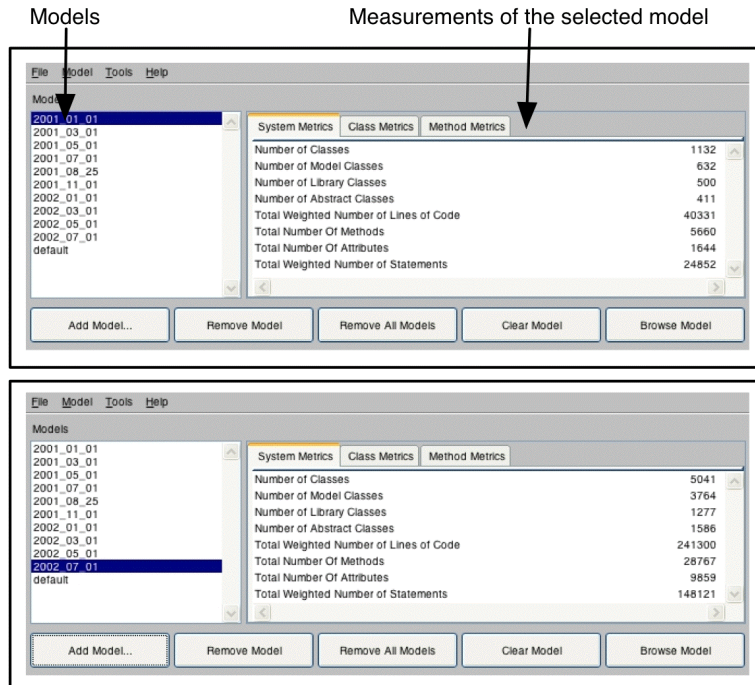 Models Measurements of the selected model
File Model Tools Help
Models
2001_01_01
2001_03_01
2001_05_01
2001_07_01
2001_08_25
2001_11_01
2002_01_01
2002_03_01
2002_05_01
2002_07_01
default
System Metrics Class Metrics Method Metrics
Number of Classes 1132
Number of Model Classes 632
Number of Library Classes 500
Number of Abstract Classes 411
Total Weighted Number of Lines of Code 40331
Total Number Of Methods 5660
Total Number Of Attributes 1644
Total Weighted Number of Statements 24852
Add Model... Remove Model Remove All Models Clear Model Browse Model
File Model Tools Help
Models
2001_01_01
2001_03_01
2001_05_01
2001_07_01
2001_08_25
2001_11_01
2002_01_01
2002_03_01
2002_05_01
2002_07_01
default
System Metrics Class Metrics Method Metrics
Number of Classes 5041
Number of Model Classes 3764
Number of Library Classes 1277
Number of Abstract Classes 1586
Total Weighted Number of Lines of Code 241300
Total Number Of Methods 28767
Total Number Of Attributes 9859
Total Weighted Number of Statements 148121
Add Model... Remove Model Remove All Models Clear Model Browse Model